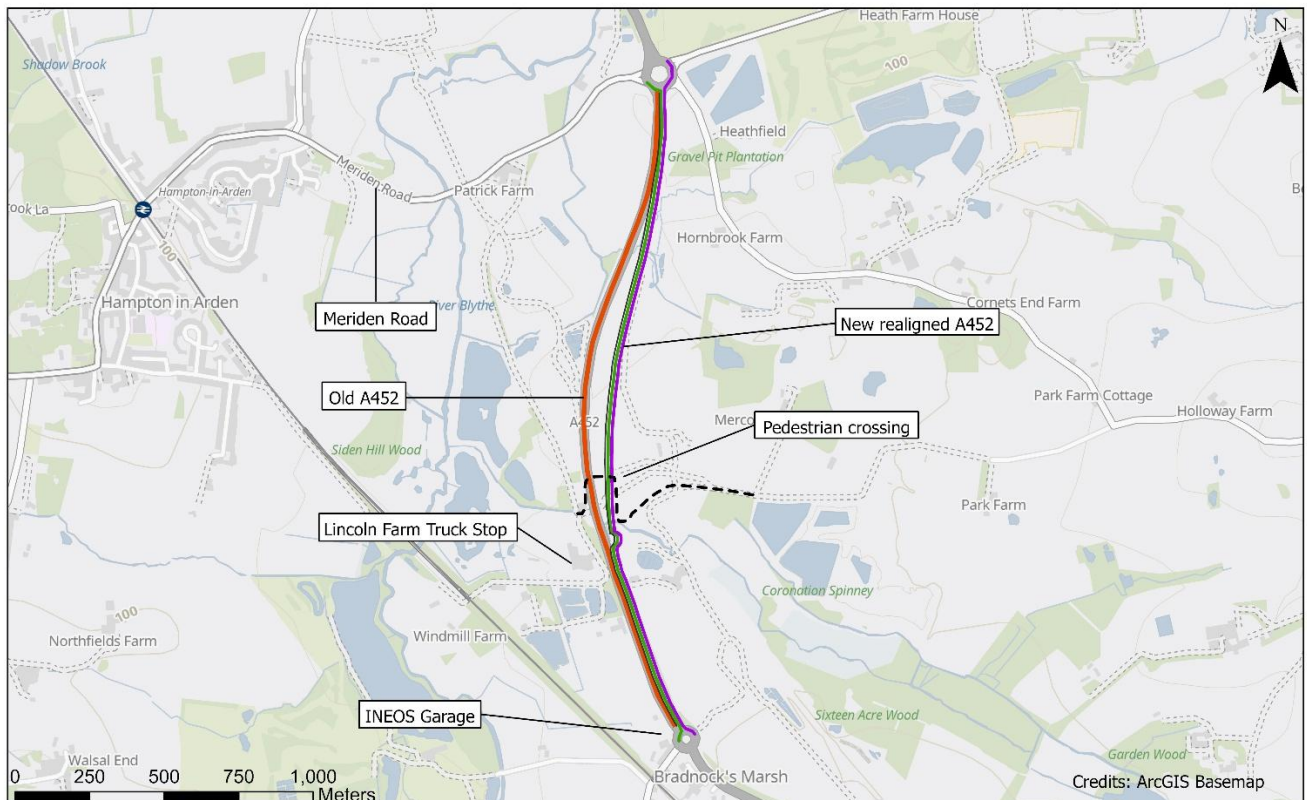 Heath Farm House
N
Shadow Brook
100
Heathfield
Gravel Pit Plantation
Meriden Road
Hampton-in-Arden
Patrick Farm
ook La
100
Hornbrook Farm
Hampton in Arden
River Blythe
Cornets End Farm
Meriden Road
New realigned A452
Old A452
Park Farm Cottage
Holloway Farm
A452
Merco
Pedestrian crossing
Siden Hill Wood
Park Farm
Lincoln Farm Truck Stop
Coronation Spinney
100
Northfields Farm
Windmill Farm
INEOS Garage
Sixteen Acre Wood
Garden Wood
Walsal End
Bradnock's Marsh
0 250 500 750 1,000
Meters
Credits: ArcGIS Basemap